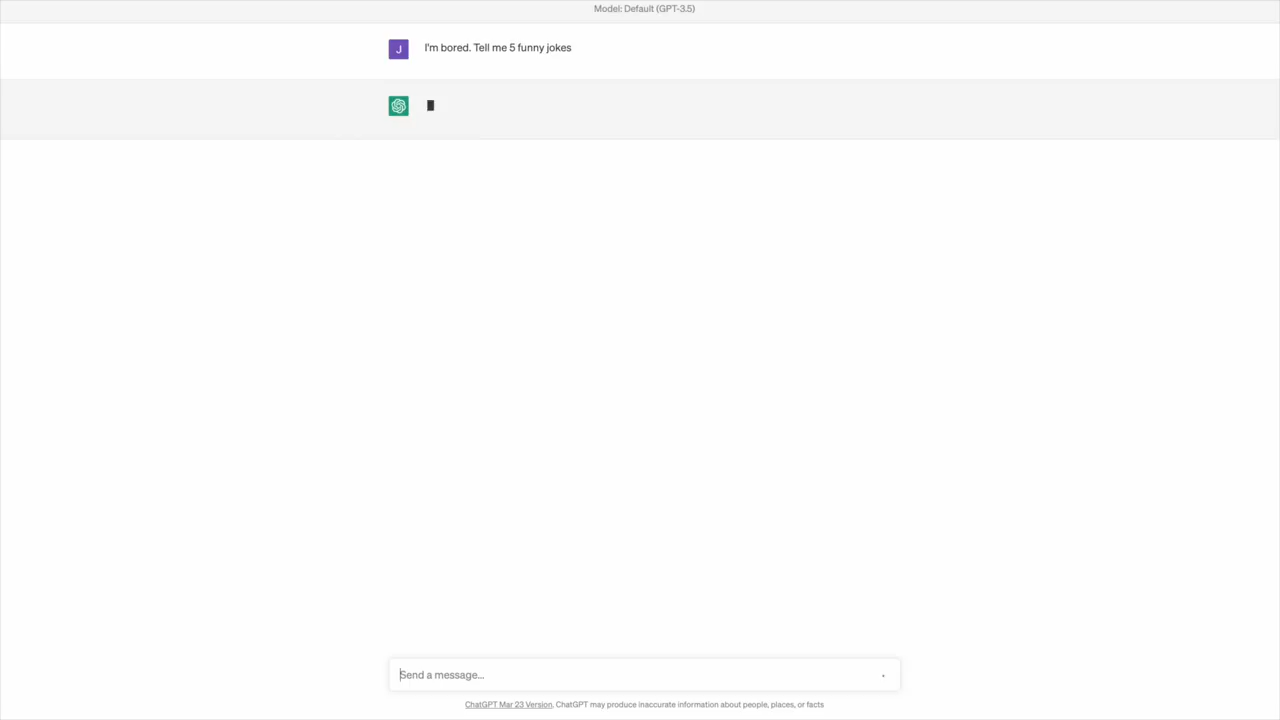 Model: Default (GPT-3.5)
J
I'm bored. Tell me 5 funny jokes
Send a message...
ChatGPT Mar 23 Version. ChatGPT may produce inaccurate information about people, places, or facts